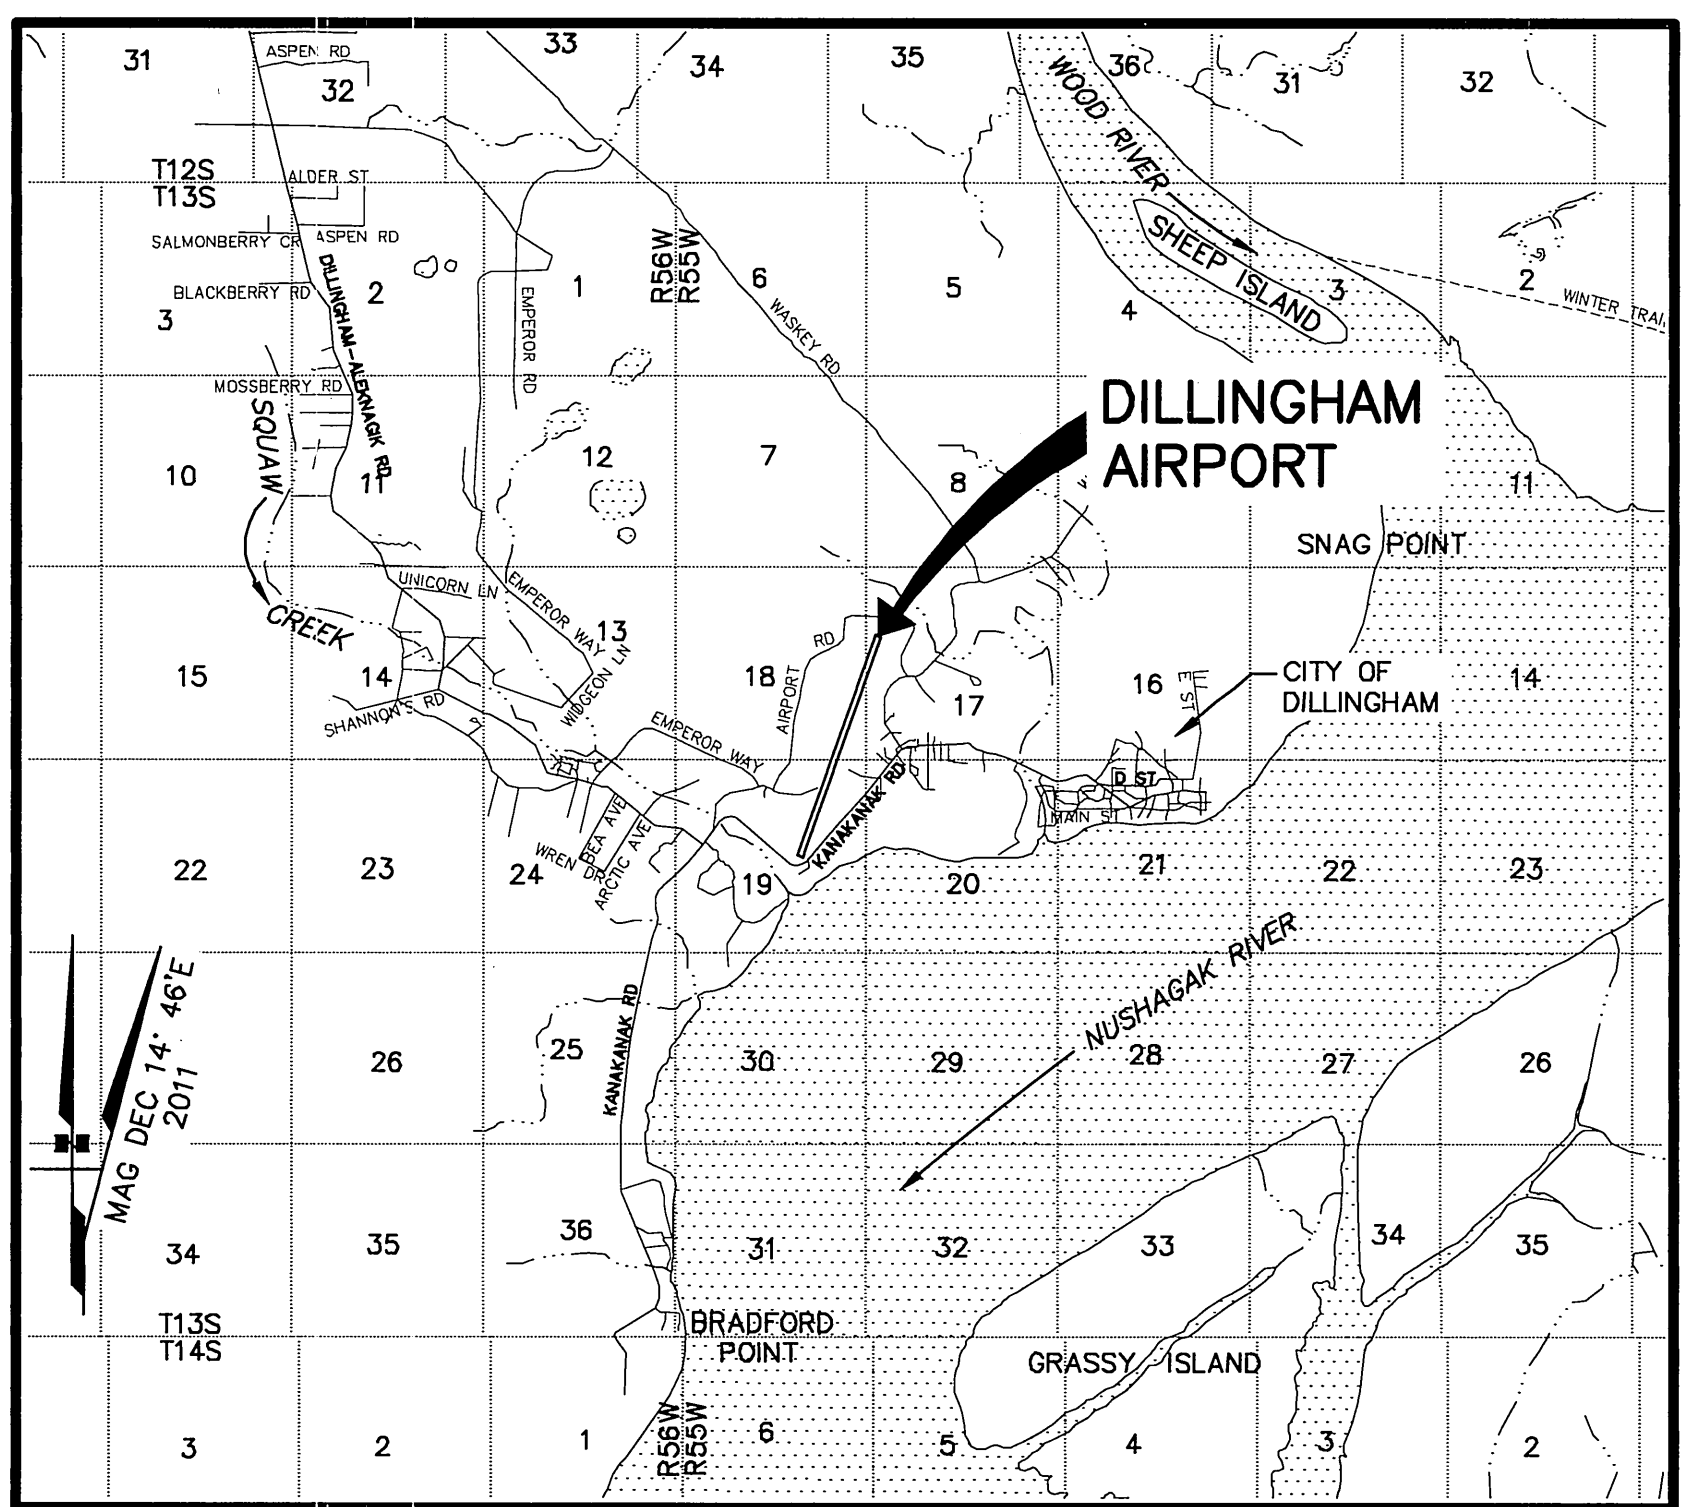 31
ASPEN RD
32
33
34
35
36
31
32
WOOD RIVER
T12S
T13S
ALDER ST
SALMONBERRY CR
ASPEN RD
BLACKBERRY RD
3
2
DILLINGHAM-ALEKNAGIK RD
EMPEROR RD
1
R56W
R55W
6
WASKEY RD
5
4
SHEEP ISLAND
3
2
WINTER TRAI
MOSSBERRY RD
SQUAW
CREEK
10
11
12
7
8
DILLINGHAM
AIRPORT
11
SNAG POINT
UNICORN LN
EMPEROR WAY
13
WIDGEON LN
15
14
SHANNON'S RD
EMPEROR WAY
18
AIRPORT
RD
17
16
E ST
CITY OF
DILLINGHAM
14
D ST
MAIN ST
KANAKANAK RD
BEA AVE
WREN DR
ARCTIC AVE
22
23
24
19
20
21
22
23
NUSHAGAK RIVER
MAG DEC 14° 46'E
2011
26
25
KANAKANAK RD
30
29
28
27
26
34
35
36
31
32
33
34
35
T13S
T14S
BRADFORD
POINT
GRASSY ISLAND
3
2
1
R56W
R55W
6
5
4
3
2